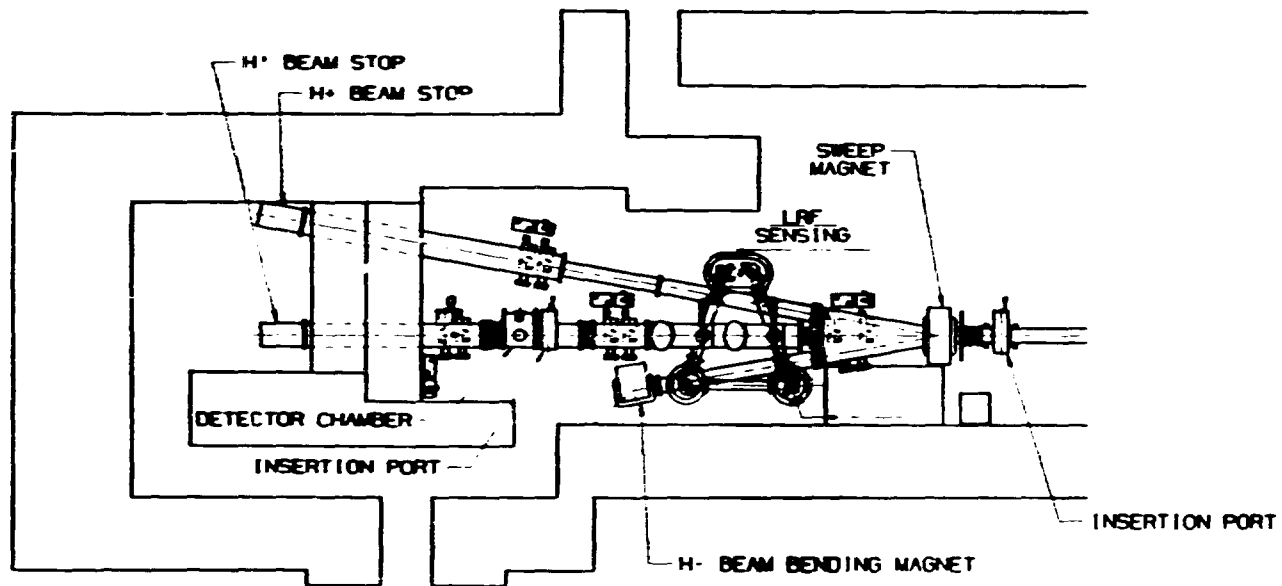 H° BEAM STOP
H+ BEAM STOP
SWEEP
MAGNET
LRF
SENSING
DETECTOR CHAMBER
INSERTION PORT
INSERTION PORT
H- BEAM BENDING MAGNET